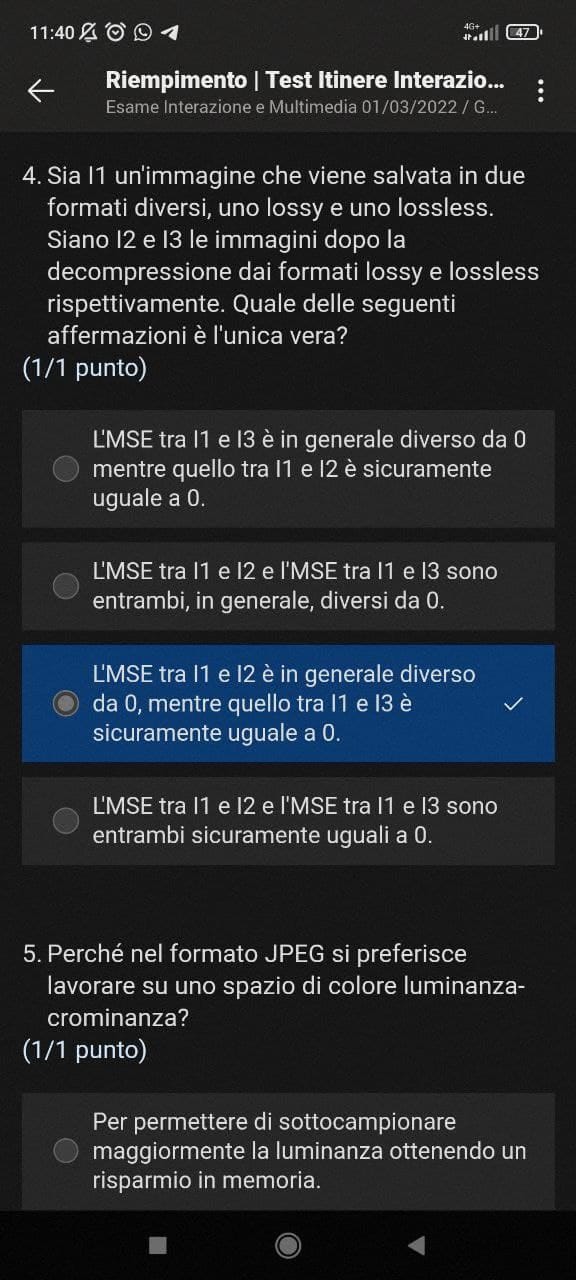 11:40
4G+
47
Riempimento | Test Itinere Interazio...
Esame Interazione e Multimedia 01/03/2022 / G...
4. Sia I1 un'immagine che viene salvata in due
formati diversi, uno lossy e uno lossless.
Siano I2 e I3 le immagini dopo la
decompressione dai formati lossy e lossless
rispettivamente. Quale delle seguenti
affermazioni è l'unica vera?
(1/1 punto)
L'MSE tra I1 e I3 è in generale diverso da 0
mentre quello tra I1 e I2 è sicuramente
uguale a 0.
L'MSE tra I1 e I2 e l'MSE tra I1 e I3 sono
entrambi, in generale, diversi da 0.
L'MSE tra I1 e I2 è in generale diverso
da 0, mentre quello tra I1 e I3 è
sicuramente uguale a 0.
L'MSE tra I1 e I2 e l'MSE tra I1 e I3 sono
entrambi sicuramente uguali a 0.
5. Perché nel formato JPEG si preferisce
lavorare su uno spazio di colore luminanza-
crominanza?
(1/1 punto)
Per permettere di sottocampionare
maggiormente la luminanza ottenendo un
risparmio in memoria.